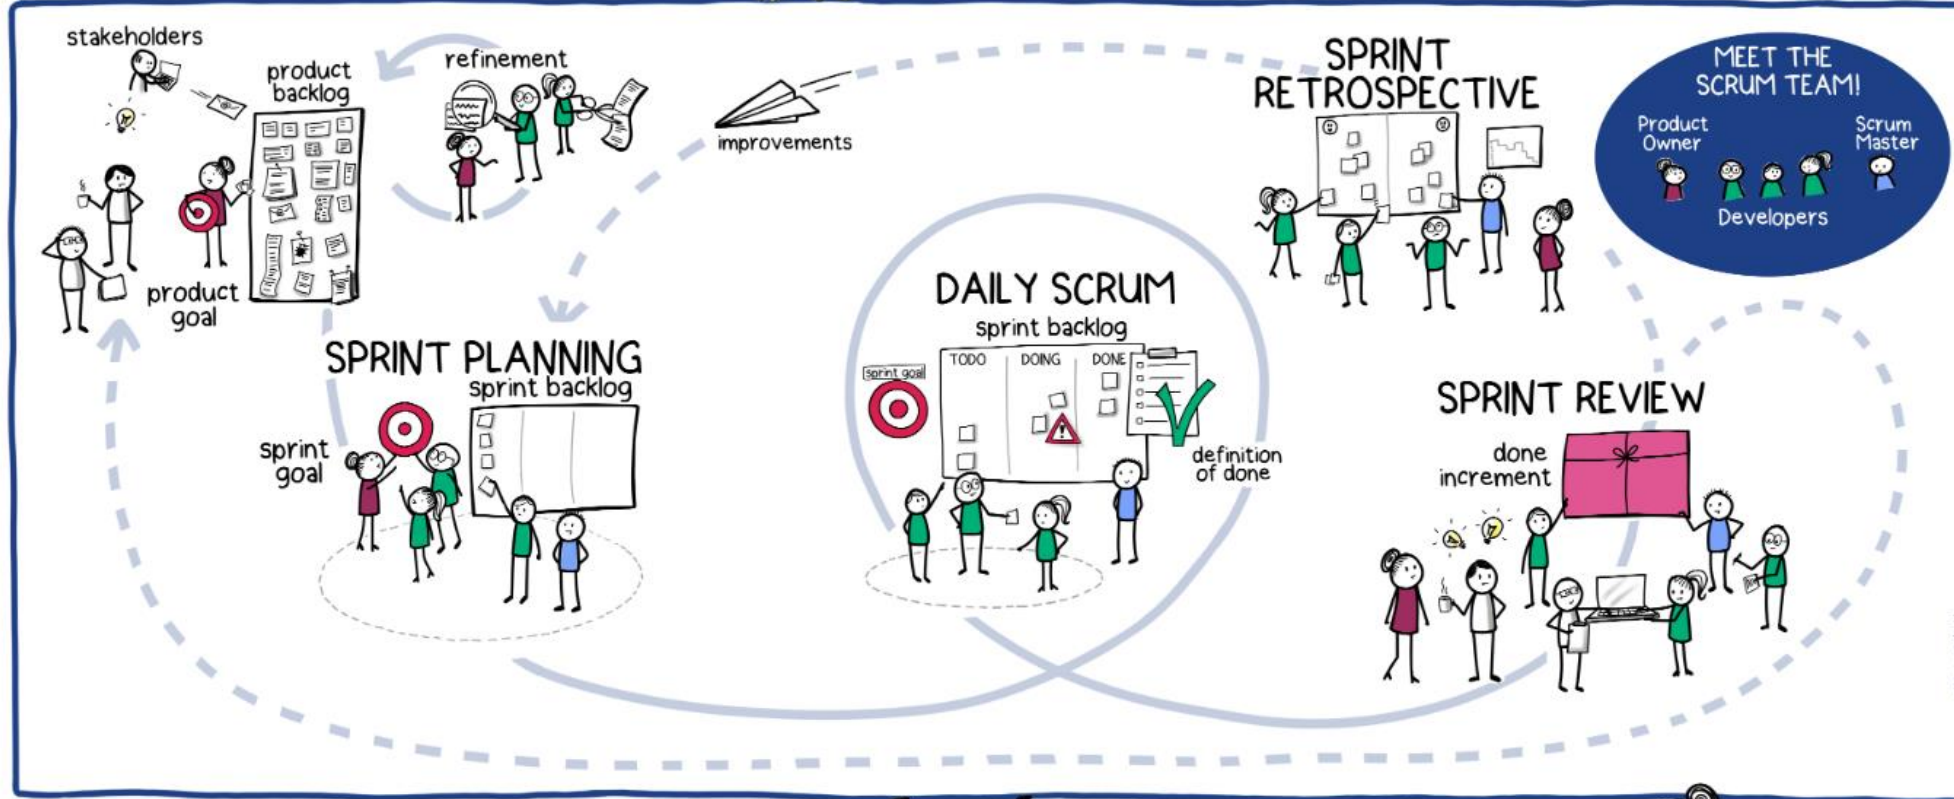 stakeholders
product
backlog
refinement
product
goal
improvements
SPRINT
RETROSPECTIVE
MEET THE
SCRUM TEAM!
Product
Owner
Scrum
Master
Developers
SPRINT PLANNING
sprint backlog
sprint
goal
DAILY SCRUM
sprint backlog
sprint goal
TODO
DOING
DONE
definition
of done
SPRINT REVIEW
done
increment